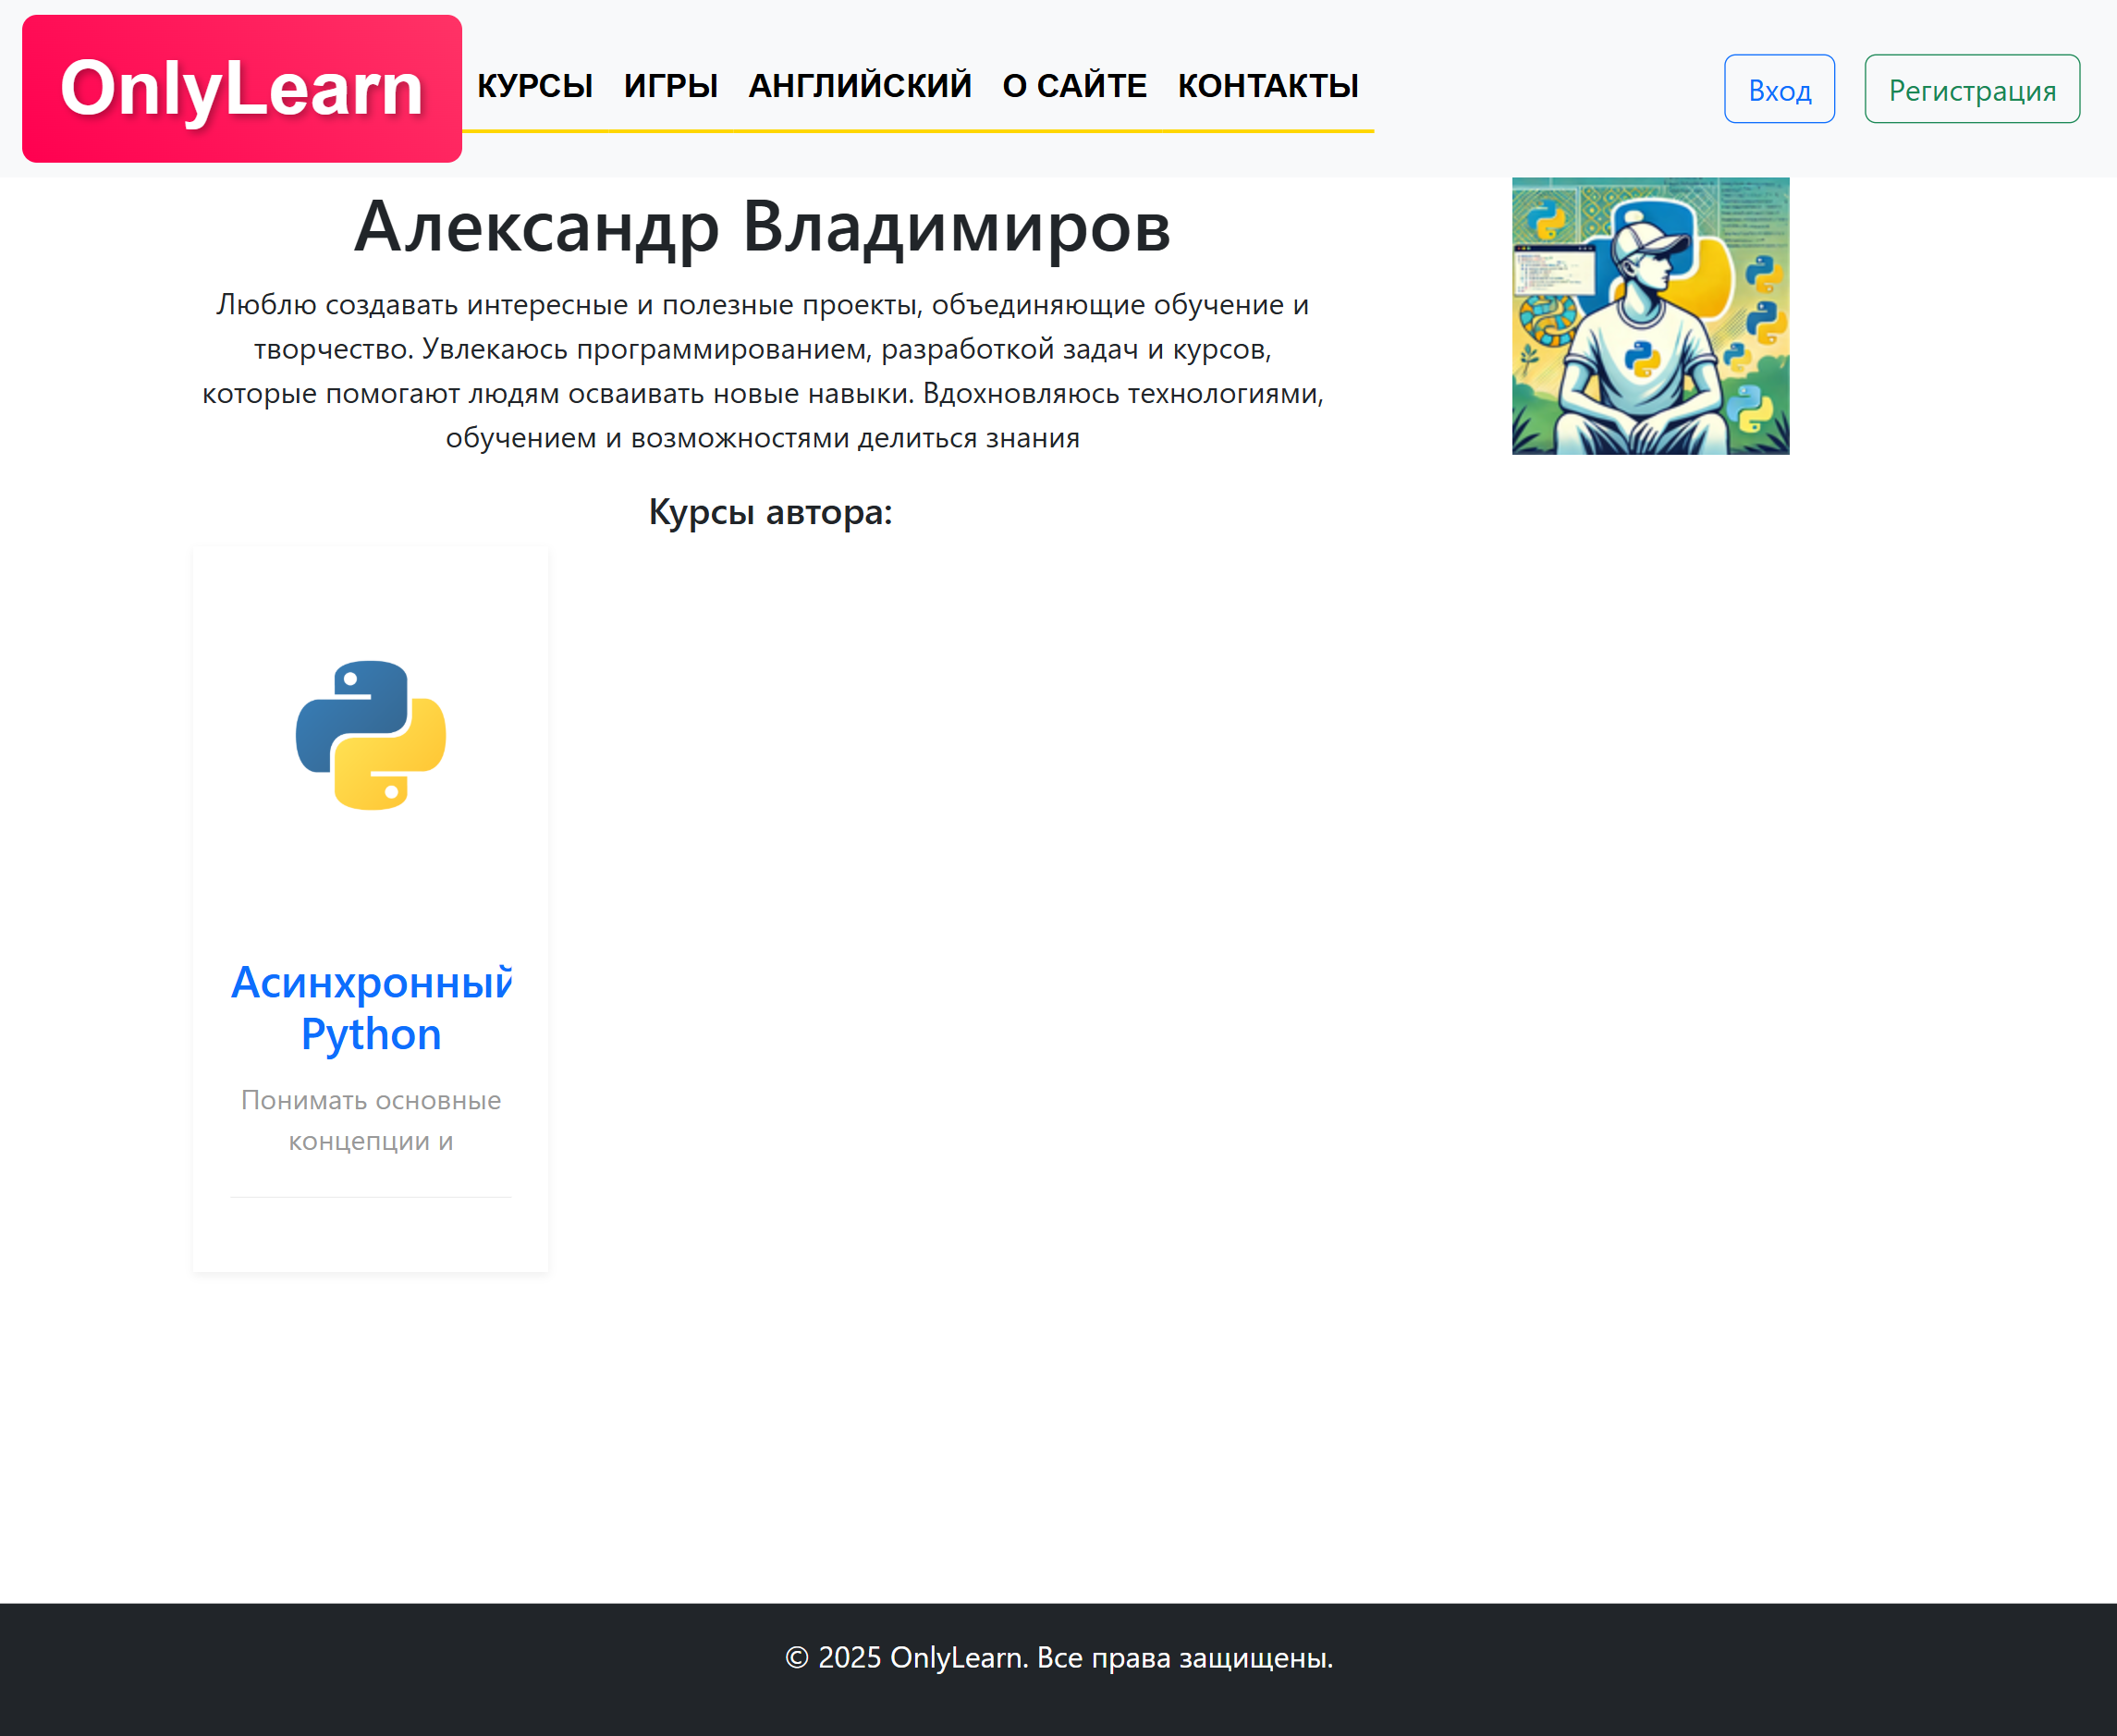 OnlyLearn
КУРСЫ ИГРЫ АНГЛИЙСКИЙ О САЙТЕ КОНТАКТЫ
Вход Регистрация
Александр Владимиров
Люблю создавать интересные и полезные проекты, объединяющие обучение и
творчество. Увлекаюсь программированием, разработкой задач и курсов,
которые помогают людям осваивать новые навыки. Вдохновляюсь технологиями,
обучением и возможностями делиться знания
Курсы автора:
Асинхронный
Python
Понимать основные
концепции и
© 2025 OnlyLearn. Все права защищены.